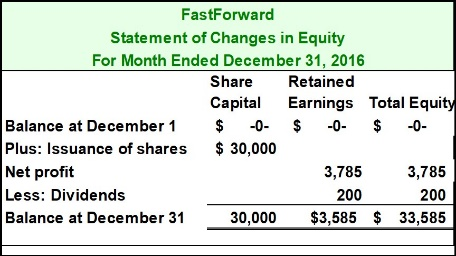 FastForward
Statement of Changes in Equity
For Month Ended December 31, 2016
Share Retained
Capital Earnings Total Equity
Balance at December 1 $ -0- $ -0- $ -0-
Plus: Issuance of shares $ 30,000
Net profit 3,785 3,785
Less: Dividends 200 200
Balance at December 31 30,000 $3,585 $ 33,585